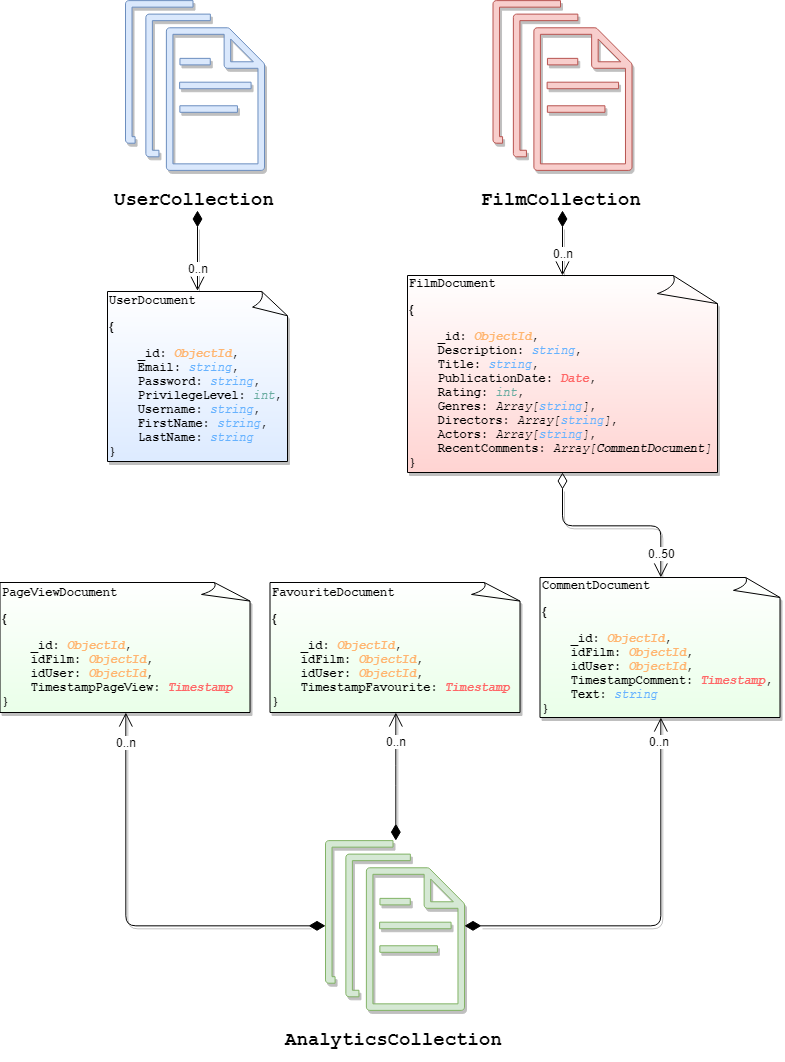 UserCollection
FilmCollection
0..n
0..n
UserDocument
{
_id: ObjectId,
Email: string,
Password: string,
PrivilegeLevel: int,
Username: string,
FirstName: string,
LastName: string
}
FilmDocument
{
_id: ObjectId,
Description: string,
Title: string,
PublicationDate: Date,
Rating: int,
Genres: Array[string],
Directors: Array[string],
Actors: Array[string],
RecentComments: Array[CommentDocument]
}
0..50
PageViewDocument
{
_id: ObjectId,
idFilm: ObjectId,
idUser: ObjectId,
TimestampPageView: Timestamp
}
FavouriteDocument
{
_id: ObjectId,
idFilm: ObjectId,
idUser: ObjectId,
TimestampFavourite: Timestamp
}
CommentDocument
{
_id: ObjectId,
idFilm: ObjectId,
idUser: ObjectId,
TimestampComment: Timestamp,
Text: string
}
0..n
0..n
0..n
AnalyticsCollection